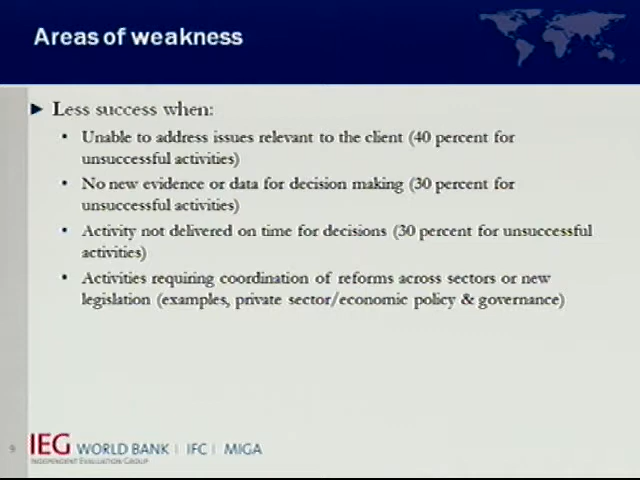 Areas of weakness
Less success when:
• Unable to address issues relevant to the client (40 percent for
unsuccessful activities)
• No new evidence or data for decision making (30 percent for
unsuccessful activities)
• Activity not delivered on time for decisions (30 percent for unsuccessful
activities)
• Activities requiring coordination of reforms across sectors or new
legislation (examples, private sector/economic policy & governance)
9
IEG WORLD BANK | IFC | MIGA
INDEPENDENT EVALUATION GROUP